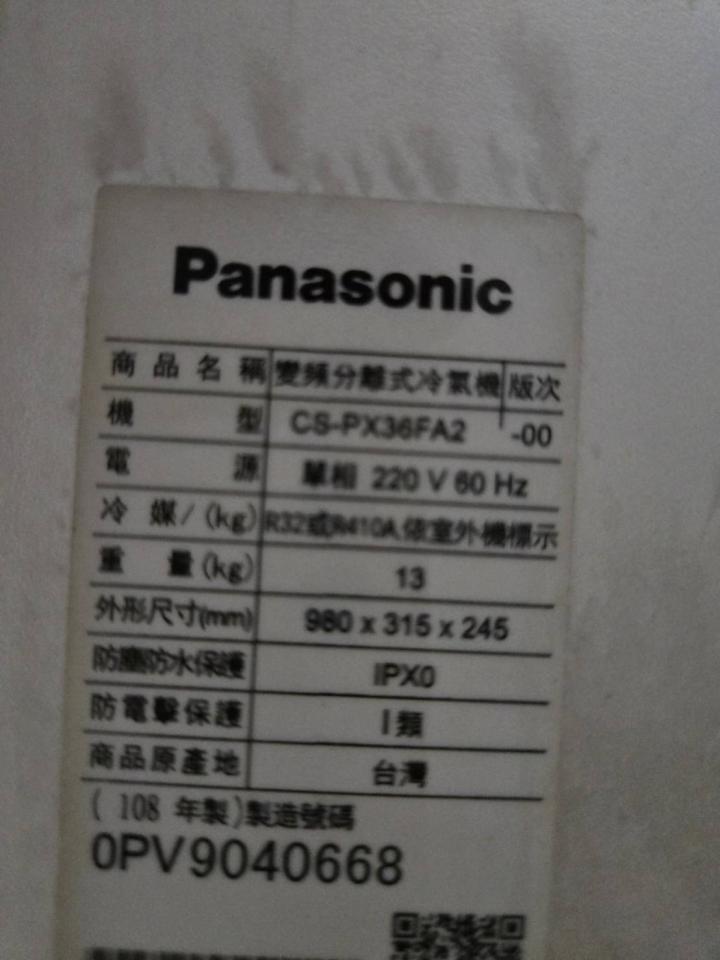 Panasonic
商品名稱 變頻分離式冷氣機 版次
機型 CS-PX36FA2 -00
電源 單相 220 V 60 Hz
冷媒/(kg) R32或R410A,依室外機標示
重量(kg) 13
外形尺寸(mm) 980 x 315 x 245
防塵防水保護 IPX0
防電擊保護 I 類
商品原產地 台灣
( 108 年製)製造號碼
0PV9040668